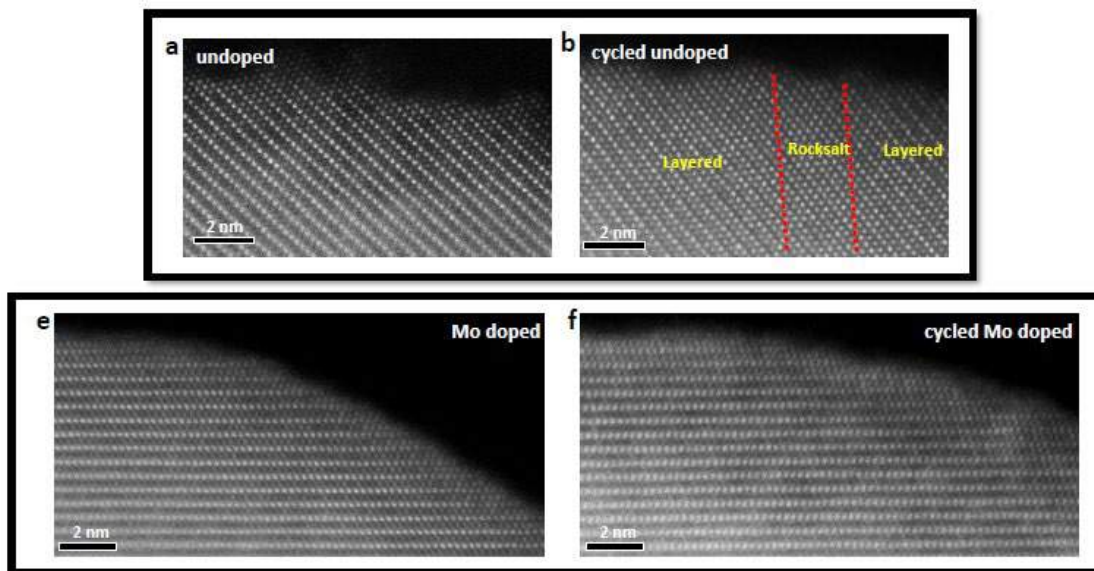 a
undoped
2 nm
b
cycled undoped
Layered
Rocksalt
Layered
2 nm
e
Mo doped
2 nm
f
cycled Mo doped
2 nm